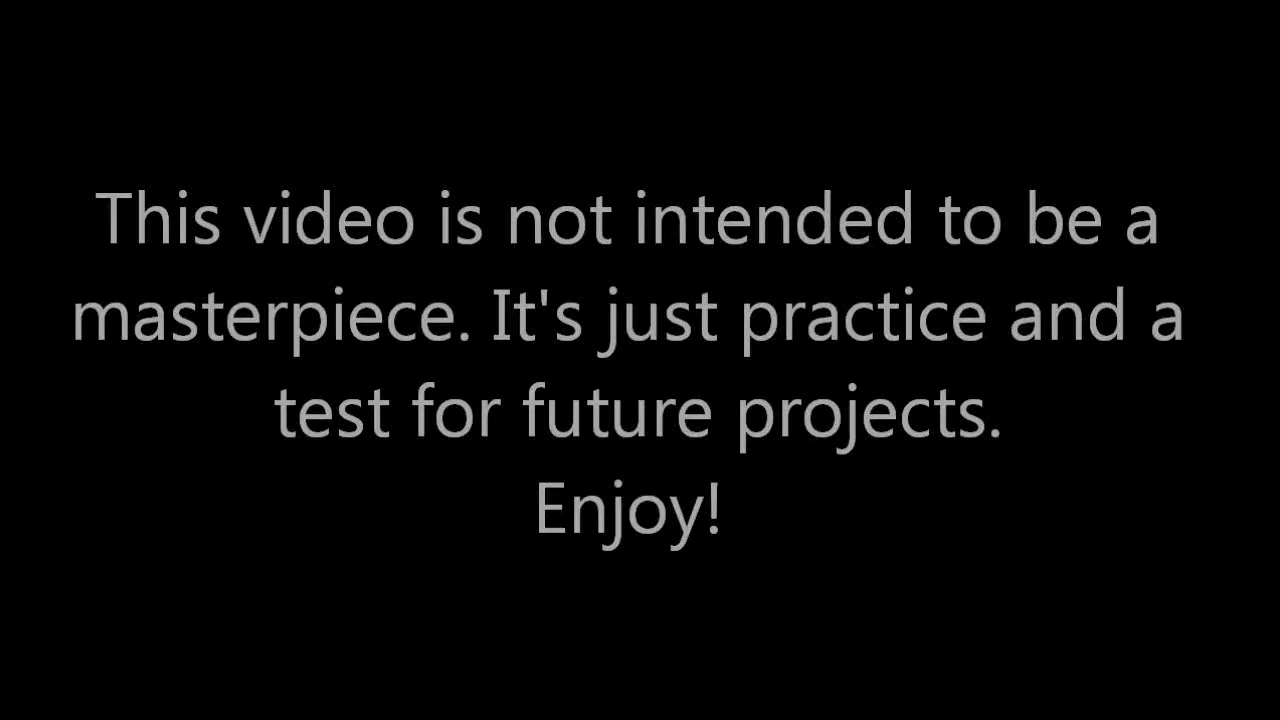 This video is not intended to be a
masterpiece. It's just practice and a
test for future projects.
Enjoy!